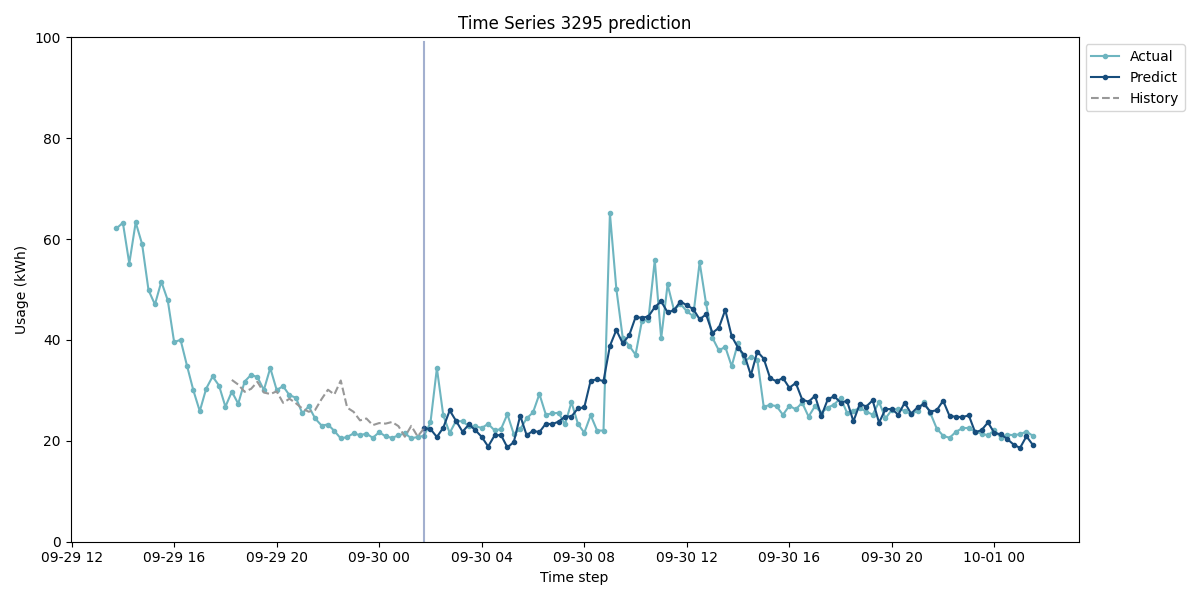 Time Series 3295 prediction
100
80
60
40
20
0
Usage (kWh)
09-29 12
09-29 16
09-29 20
09-30 00
09-30 04
09-30 08
09-30 12
09-30 16
09-30 20
10-01 00
Time step
Actual
Predict
History